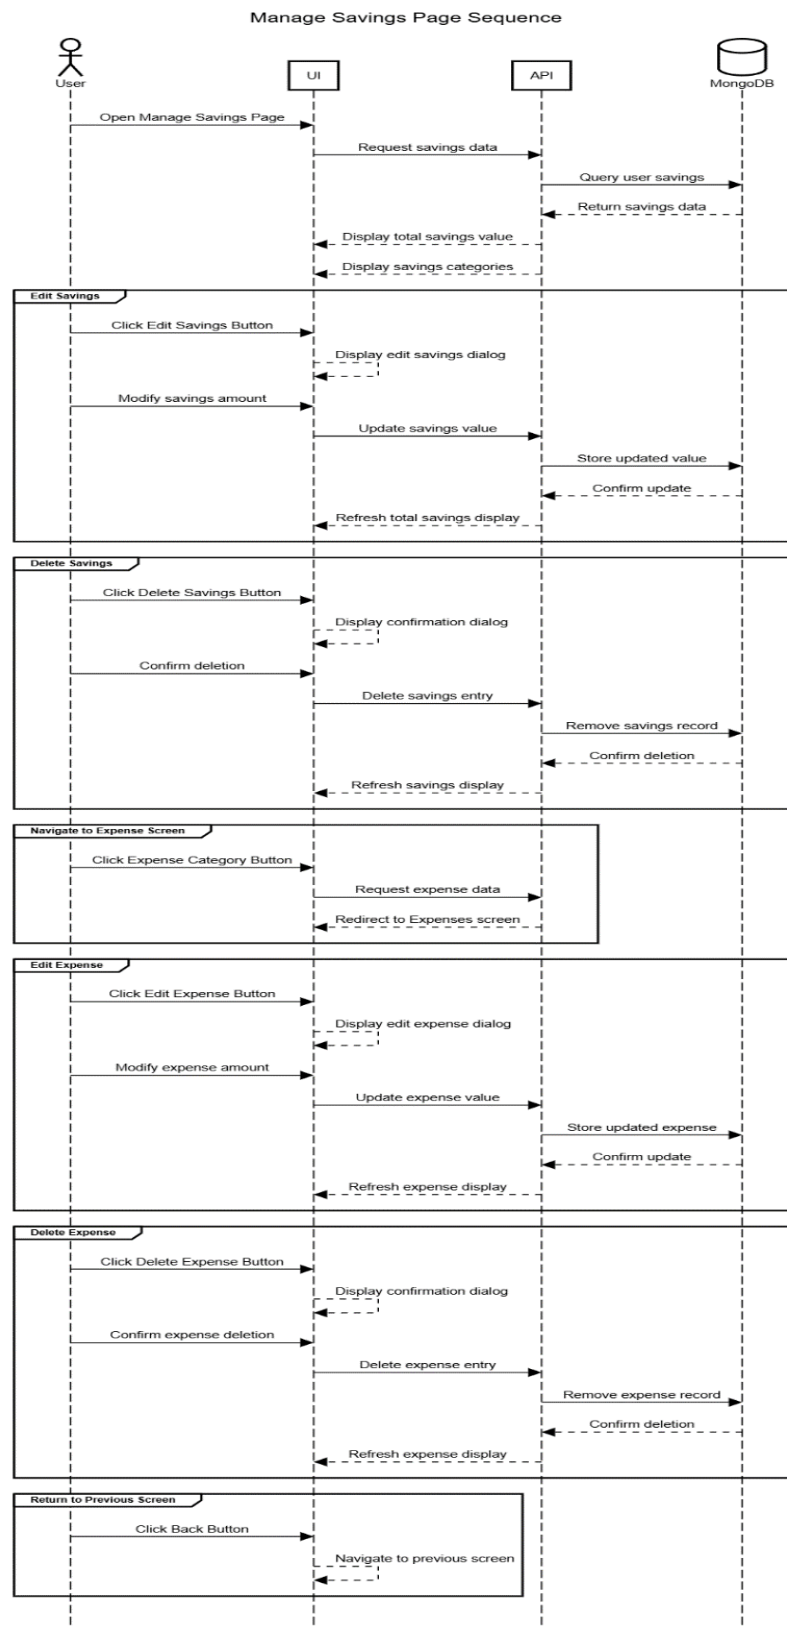 Manage Savings Page Sequence
User
UI
API
MongoDB
Open Manage Savings Page
Request savings data
Query user savings
Return savings data
Display total savings value
Display savings categories
Edit Savings
Click Edit Savings Button
Display edit savings dialog
Modify savings amount
Update savings value
Store updated value
Confirm update
Refresh total savings display
Delete Savings
Click Delete Savings Button
Display confirmation dialog
Confirm deletion
Delete savings entry
Remove savings record
Confirm deletion
Refresh savings display
Navigate to Expense Screen
Click Expense Category Button
Request expense data
Redirect to Expenses screen
Edit Expense
Click Edit Expense Button
Display edit expense dialog
Modify expense amount
Update expense value
Store updated expense
Confirm update
Refresh expense display
Delete Expense
Click Delete Expense Button
Display confirmation dialog
Confirm expense deletion
Delete expense entry
Remove expense record
Confirm deletion
Refresh expense display
Return to Previous Screen
Click Back Button
Navigate to previous screen